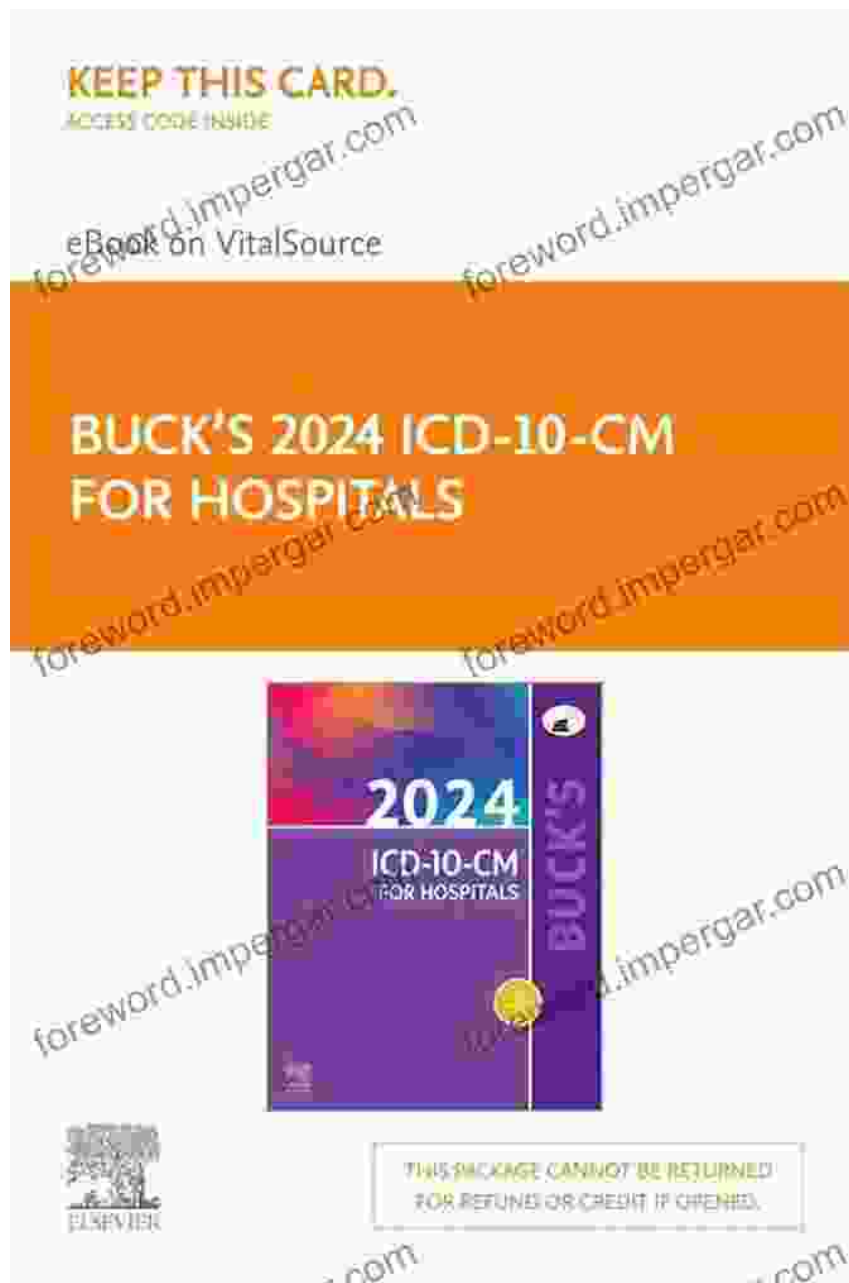 KEEP THIS CARD.
ACCESS CODE INSIDE
foreword.impergar.com
foreword.impergar.com
eBook on VitalSource
BUCK'S 2024 ICD-10-CM
FOR HOSPITALS
foreword.impergar.com
foreword.impergar.com
2024
ICD-10-CM
FOR HOSPITALS
BUCK'S
foreword.impergar.com
foreword.impergar.com
ELSEVIER
THIS PACKAGE CANNOT BE RETURNED
FOR REFUND OR CREDIT IF OPENED.
.com
.com